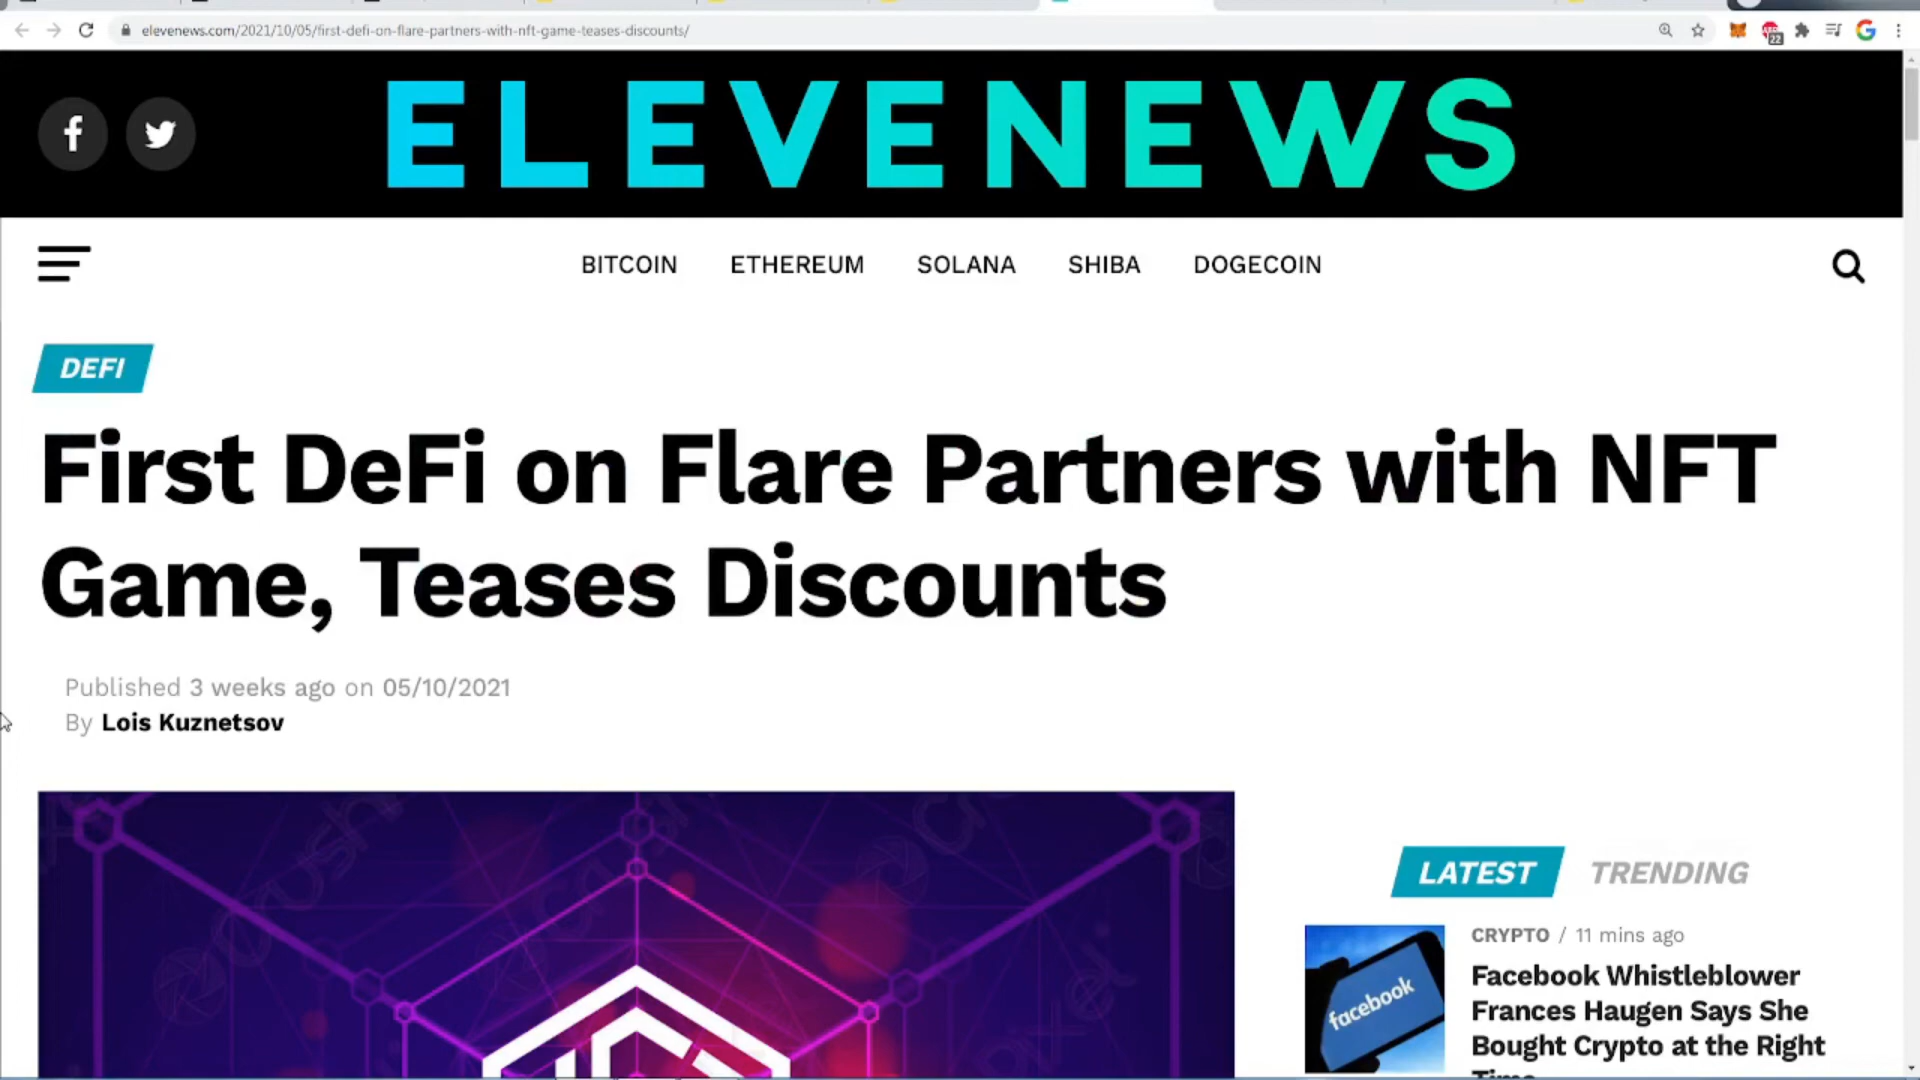 elevenews.com/2021/10/05/first-defi-on-flare-partners-with-nft-game-teases-discounts/
22
ELEVENEWS
BITCOIN ETHEREUM SOLANA SHIBA DOGECOIN
DEFI
First DeFi on Flare Partners with NFT
Game, Teases Discounts
Published 3 weeks ago on 05/10/2021
By Lois Kuznetsov
LATEST TRENDING
CRYPTO / 11 mins ago
facebook
Facebook Whistleblower
Frances Haugen Says She
Bought Crypto at the Right